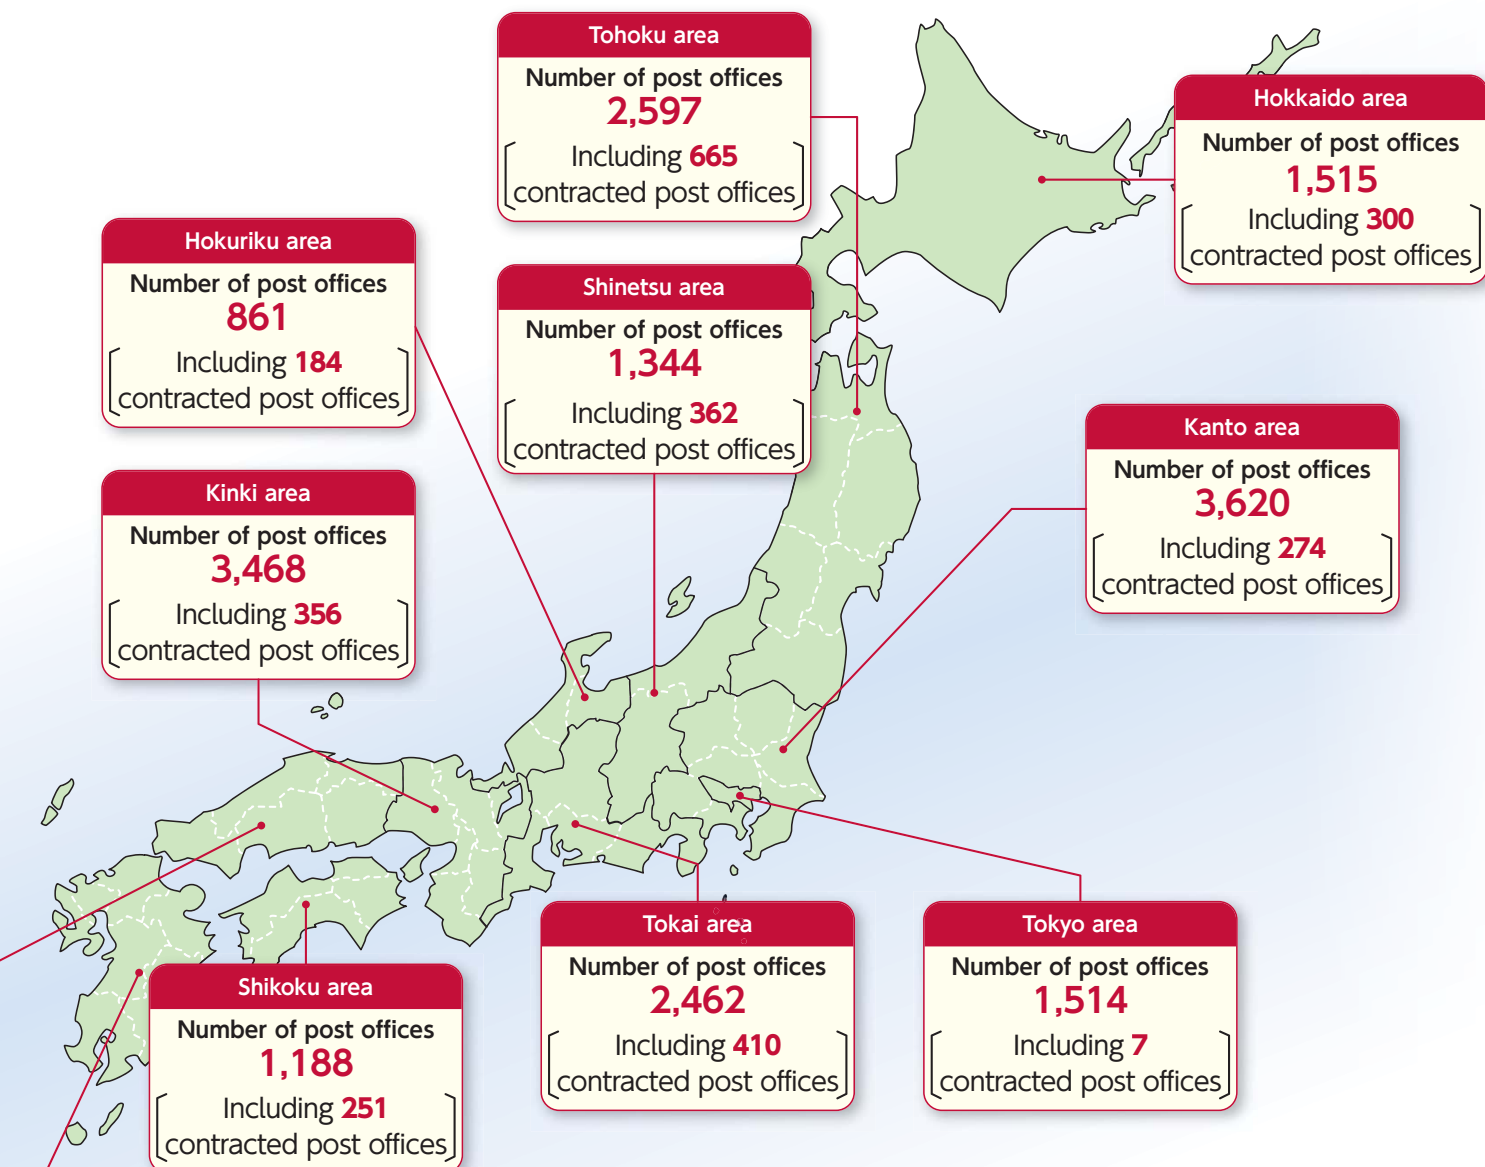 Tohoku area
Number of post offices
2,597
Including 665
contracted post offices
Hokkaido area
Number of post offices
1,515
Including 300
contracted post offices
Hokuriku area
Number of post offices
861
Including 184
contracted post offices
Shinetsu area
Number of post offices
1,344
Including 362
contracted post offices
Kanto area
Number of post offices
3,620
Including 274
contracted post offices
Kinki area
Number of post offices
3,468
Including 356
contracted post offices
Tokai area
Number of post offices
2,462
Including 410
contracted post offices
Tokyo area
Number of post offices
1,514
Including 7
contracted post offices
Shikoku area
Number of post offices
1,188
Including 251
contracted post offices